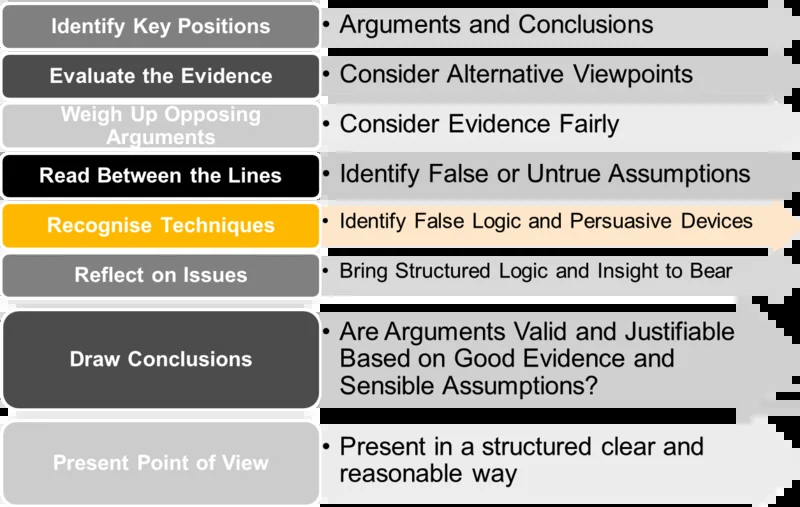 Identify Key Positions
• Arguments and Conclusions
Evaluate the Evidence
• Consider Alternative Viewpoints
Weigh Up Opposing
Arguments
• Consider Evidence Fairly
Read Between the Lines
• Identify False or Untrue Assumptions
Recognise Techniques
• Identify False Logic and Persuasive Devices
Reflect on Issues
• Bring Structured Logic and Insight to Bear
Draw Conclusions
• Are Arguments Valid and Justifiable
Based on Good Evidence and
Sensible Assumptions?
Present Point of View
• Present in a structured clear and
reasonable way